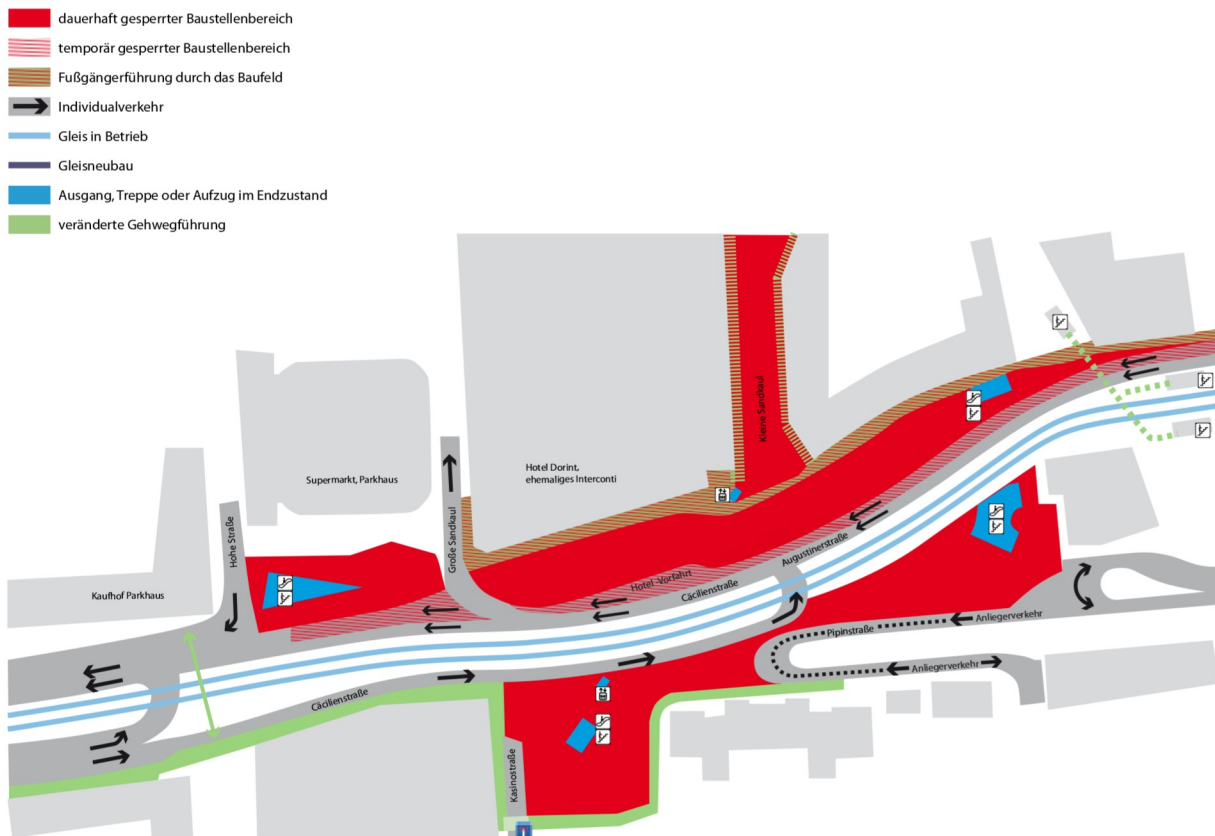 dauerhaft gesperrter Baustellenbereich
temporär gesperrter Baustellenbereich
Fußgängerführung durch das Baufeld
Individualverkehr
Gleis in Betrieb
Gleisneubau
Ausgang, Treppe oder Aufzug im Endzustand
veränderte Gehwegführung
Kleine Sandkaul
Hotel Dorint,
ehemaliges Interconti
Supermarkt, Parkhaus
Große Sandkaul
Hohe Straße
Kaufhof Parkhaus
Augustinerstraße
Hotel -Vorfahrt
Cäcilienstraße
Pipinstraße
Anliegerverkehr
Anliegerverkehr
Cäcilienstraße
Kasinostraße